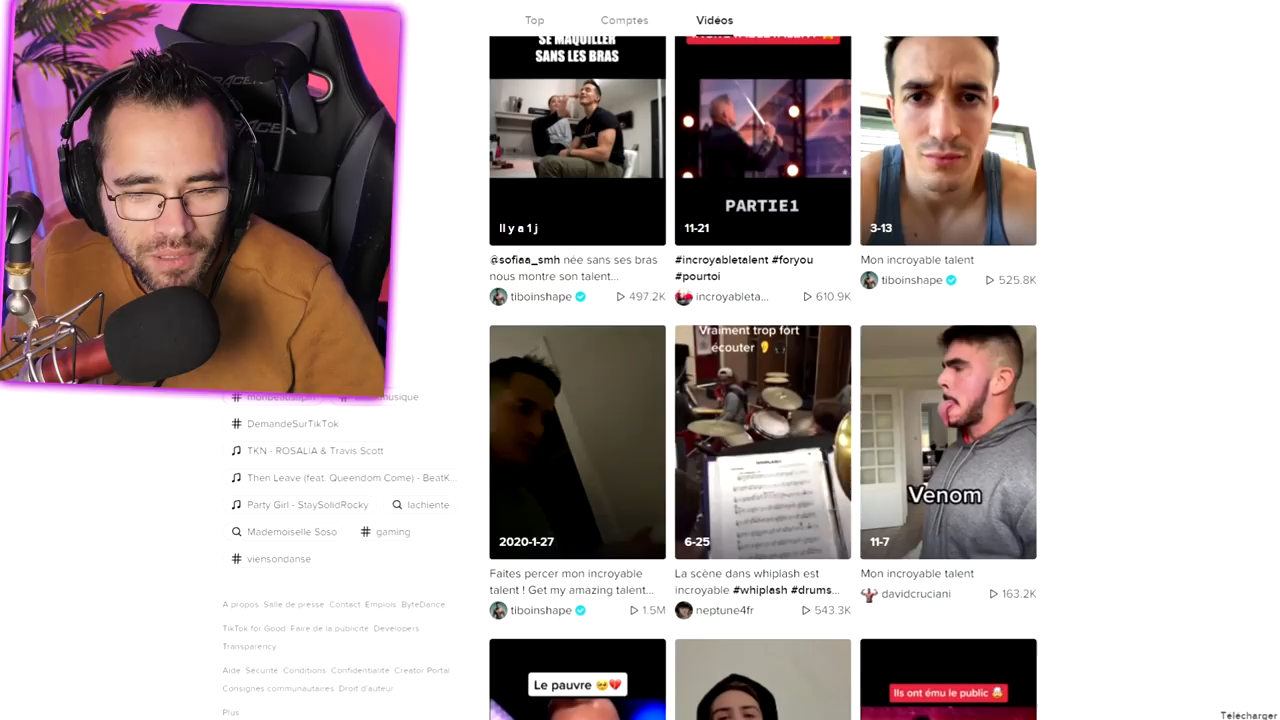 Top
Comptes
Vidéos
SE MAQUILLER
SANS LES BRAS
PARTIE1
Il y a 1 j
11-21
3-13
@sofiaa_smh née sans ses bras
nous montre son talent...
tiboinshape
497.2K
#incroyabletalent #foryou
#pourtoi
incroyableta...
610.9K
Mon incroyable talent
tiboinshape
525.8K
Vraiment trop fort
écouter
WHIPLASH
Venom
2020-1-27
6-25
11-7
Faites percer mon incroyable
talent ! Get my amazing talent...
tiboinshape
1.5M
La scène dans whiplash est
incroyable #whiplash #drums...
neptune4fr
543.3K
Mon incroyable talent
davidcruciani
163.2K
Le pauvre
Ils ont ému le public
DemandeSurTikTok
TKN - ROSALÍA & Travis Scott
Then Leave (feat. Queendom Come) - BeatK...
Party Girl - StaySolidRocky
lachiente
Mademoiselle Soso
# gaming
# viensondanse
À propos Salle de presse Contact Emplois ByteDance
TikTok for Good Faire de la publicité Developers
Transparency
Aide Sécurité Conditions Confidentialité Creator Portal
Consignes communautaires Droit d'auteur
Plus
Télécharger